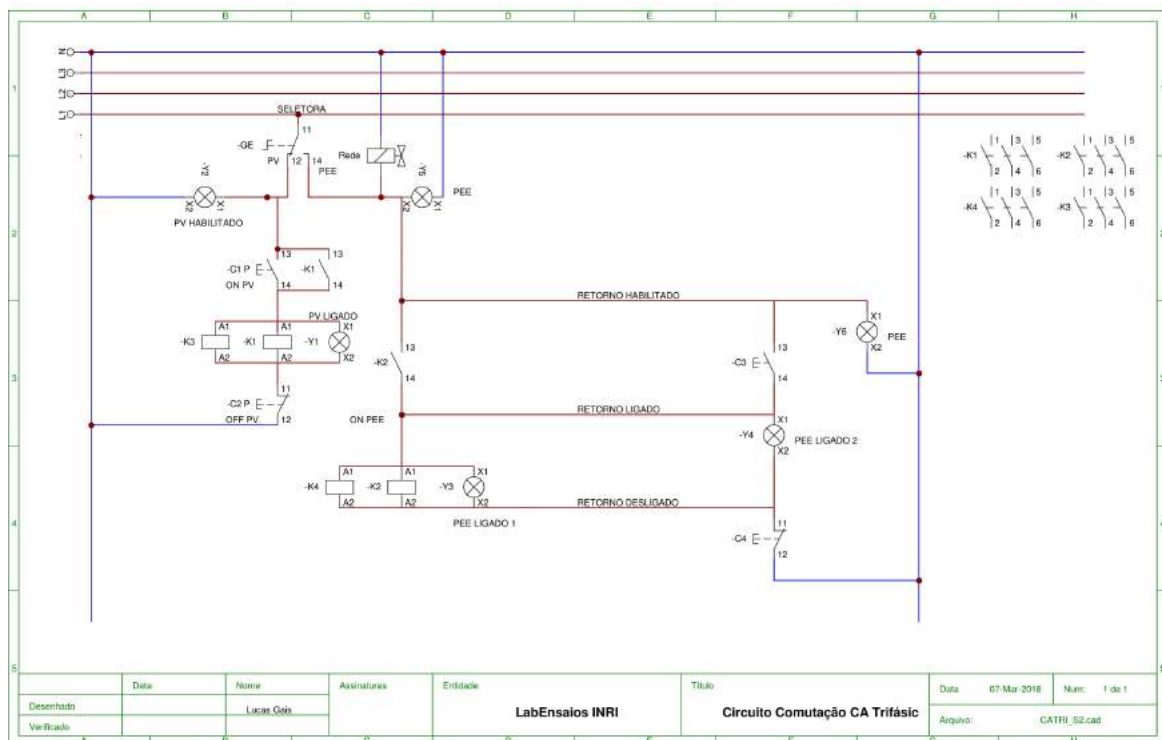 A B C D E F G H
N
L3
L2
L1
1
SELETORA
11
-GE
PV 12 14
PEE
Rede
-Y5
X2 X1
PEE
-K1 1 3 5
2 4 6
-K2 1 3 5
2 4 6
-K4 1 3 5
2 4 6
-K3 1 3 5
2 4 6
-Y2
X2 X1
PV HABILITADO
2
13 13
-C1 P -K1
14 14
ON PV
RETORNO HABILITADO
PV LIGADO
A1 A1 X1
-K3 -K1 -Y1
A2 A2 X2
X1
-Y6 PEE
X2
13
-K2
14
13
-C3
14
3
11
-C2 P
12
OFF PV
ON PEE
RETORNO LIGADO
X1
-Y4 PEE LIGADO 2
X2
A1 A1 X1
-K4 -K2 -Y3
A2 A2 X2
RETORNO DESLIGADO
PEE LIGADO 1
4
11
-C4
12
5
Data Nome Assinaturas Entidade Título
Desenhado Lucas Gais
Verificado
LabEnsaios INRI
Circuito Comutação CA Trifásic
Data 07-Mar-2018 Num: 1 de 1
Arquivo: CATRI_S2.cad